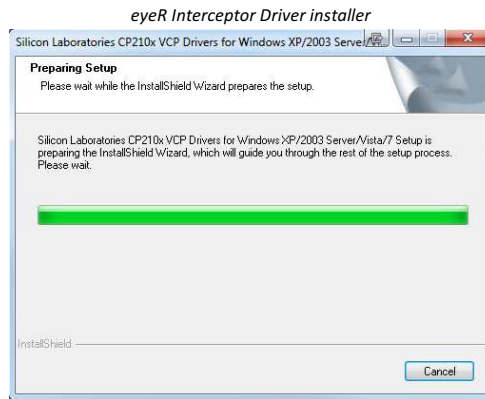 eyeR Interceptor Driver installer
Silicon Laboratories CP210x VCP Drivers for Windows XP/2003 Server/
Preparing Setup
Please wait while the InstallShield Wizard prepares the setup.
Silicon Laboratories CP210x VCP Drivers for Windows XP/2003 Server/Vista/7 Setup is
preparing the InstallShield Wizard, which will guide you through the rest of the setup process.
Please wait.
InstallShield
Cancel